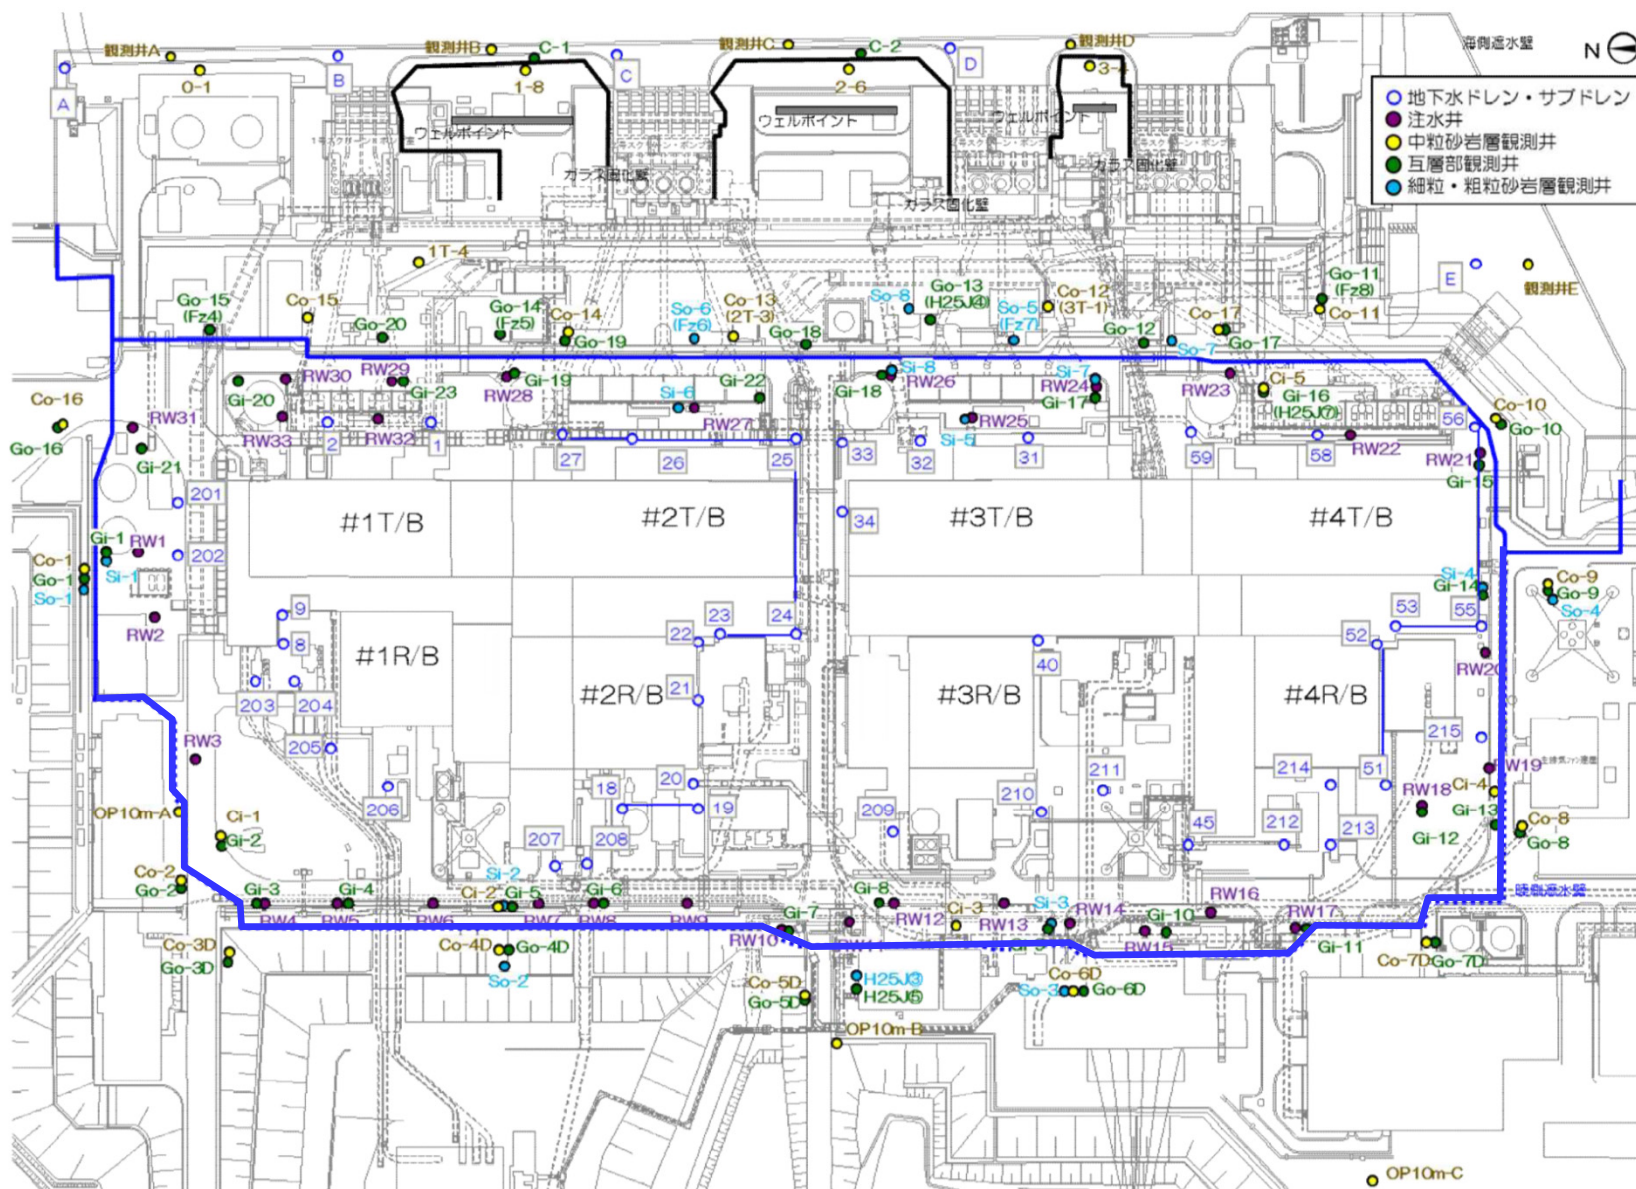 観測井A
観測井B
C-1
観測井C
C-2
観測井D
海側遮水壁
N
A
0-1
B
1-8
C
2-6
D
3-4
地下水ドレン・サブドレン
注水井
中粒砂岩層観測井
互層部観測井
細粒・粗粒砂岩層観測井
ウェルポイント
ウェルポイント
ウェルポイント
ガラス固化壁
ガラス固化壁
ガラス固化壁
1T-4
E
観測井E
Go-15
(Fz4)
Co-15
Go-20
Go-14
(Fz5)
Co-14
Go-19
So-6
(Fz6)
Co-13
(2T-3)
Go-18
So-8
Go-13
(H25J④)
So-5
(Fz7)
Co-12
(3T-1)
Go-12
So-7
Co-17
Go-17
Go-11
(Fz8)
Co-11
Co-16
Go-16
RW31
Gi-21
Gi-20
RW30
RW33
RW29
Gi-23
RW32
RW28
Gi-19
Si-6
RW27
Gi-22
Gi-18
Si-8
RW26
RW25
Si-5
Si-7
RW24
Gi-17
RW23
Ci-5
Gi-16
(H25J⑦)
RW22
56
Co-10
Go-10
RW21
Gi-15
2
1
27
26
25
33
32
31
59
58
34
201
202
#1T/B
#2T/B
#3T/B
#4T/B
Gi-1
RW1
Si-1
Co-1
Go-1
So-1
RW2
9
8
203
204
205
206
#1R/B
#2R/B
#3R/B
#4R/B
22
23
24
21
20
18
19
40
52
53
55
51
Si-4
Gi-14
RW20
Co-9
Go-9
So-4
215
RW19
RW18
Ci-4
Gi-13
Gi-12
Co-8
Go-8
RW3
OP10m-A
Ci-1
Gi-2
Co-2
Go-2
207
208
209
210
211
214
45
212
213
陸側遮水壁
Gi-3
RW4
Gi-4
RW5
RW6
Si-2
Ci-2
Gi-5
RW7
Gi-6
RW8
RW9
Gi-7
RW10
Gi-8
RW12
Ci-3
RW13
Si-3
RW14
Gi-10
RW15
RW16
RW17
Gi-11
Co-3D
Go-3D
Co-4D
Go-4D
So-2
Co-5D
Go-5D
H25J③
H25J⑤
So-3
Co-6D
Go-6D
Co-7D
Go-7D
OP10m-B
OP10m-C